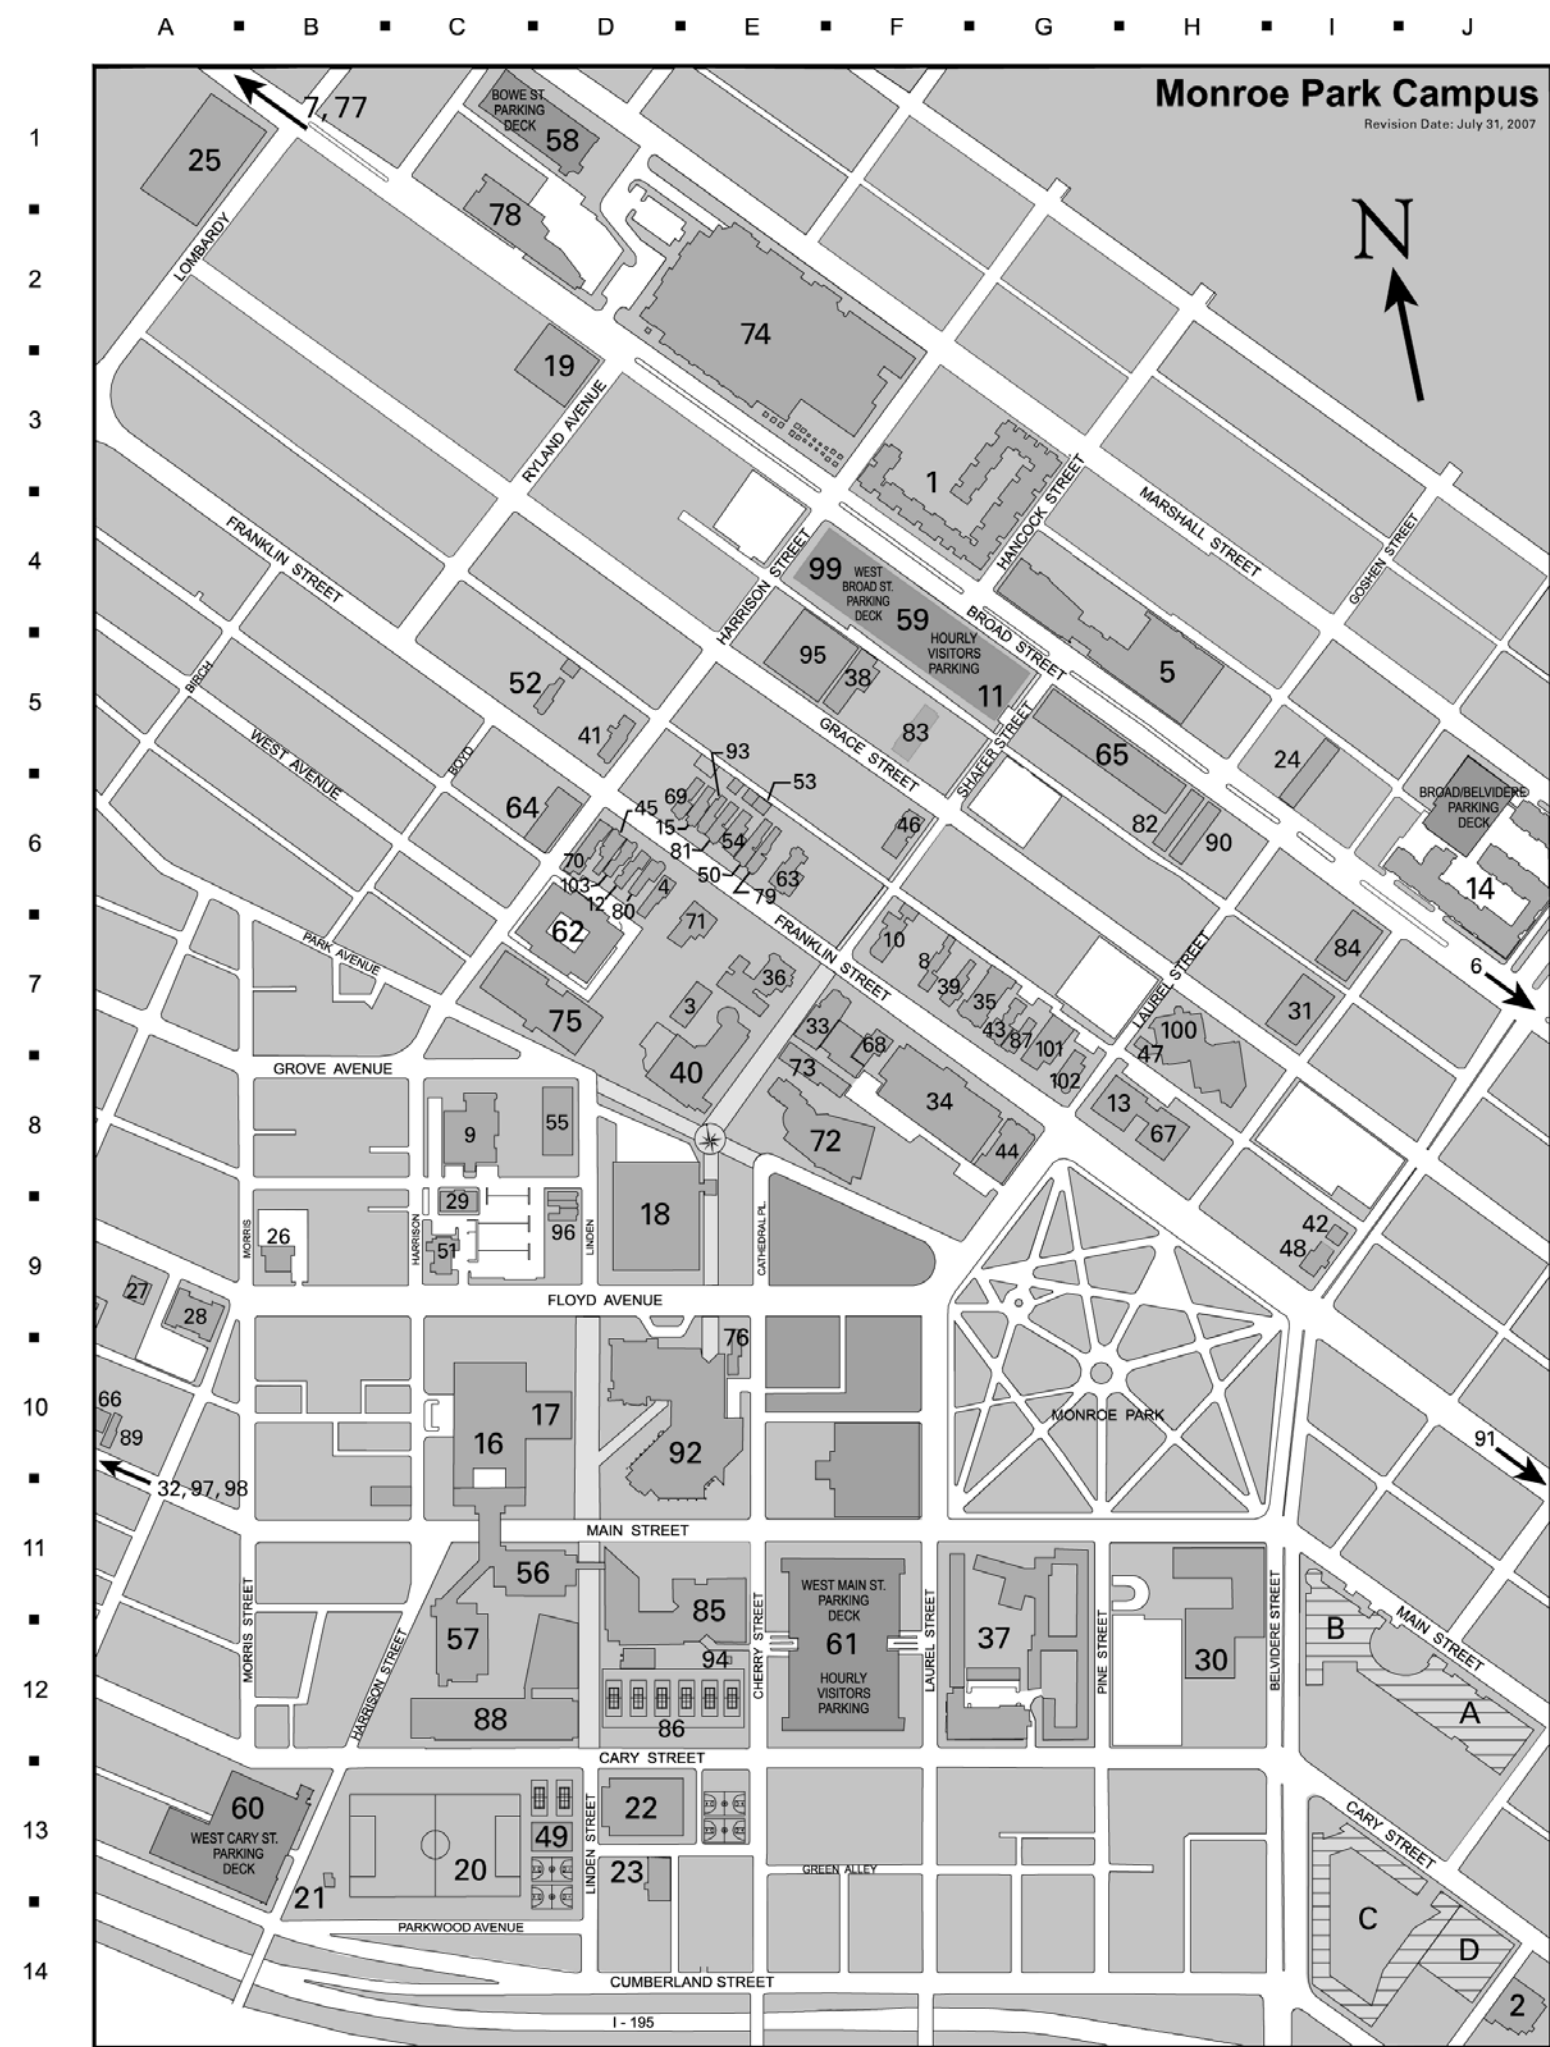 A ■ B ■ C ■ D ■ E ■ F ■ G ■ H ■ I ■ J
Monroe Park Campus
Revision Date: July 31, 2007
N
1
■
2
■
3
■
4
■
5
■
6
■
7
■
8
■
9
■
10
■
11
■
12
■
13
■
14
7, 77
BOWE ST.
PARKING
DECK
58
25
78
LOMBARDY
74
19
RYLAND AVENUE
1
HANCOCK STREET
MARSHALL STREET
GOSHEN STREET
FRANKLIN STREET
HARRISON STREET
99
WEST
BROAD ST.
PARKING
DECK
59
HOURLY
VISITORS
PARKING
11
BROAD STREET
95
38
5
BIRCH
52
41
83
GRACE STREET
SHAFER STREET
65
24
WEST AVENUE
BOYD
93
53
BROAD/BELVIDERE
PARKING
DECK
64
45
69
15
81
54
46
82
90
70
103
12
80
4
50
79
63
14
62
71
FRANKLIN STREET
10
84
PARK AVENUE
8
6
36
39
LAUREL STREET
3
35
31
75
33
43
87
100
68
101
47
73
GROVE AVENUE
40
102
34
13
9
55
72
44
67
29
18
26
51
96
42
48
MORRIS
HARRISON
LINDEN
CATHEDRAL PL.
27
28
FLOYD AVENUE
76
66
89
17
16
92
MONROE PARK
91
32, 97, 98
MAIN STREET
56
WEST MAIN ST.
PARKING
DECK
61
HOURLY
VISITORS
PARKING
85
57
94
37
30
B
MAIN STREET
A
MORRIS STREET
HARRISON STREET
CHERRY STREET
LAUREL STREET
PINE STREET
BELVIDERE STREET
88
86
CARY STREET
60
WEST CARY ST.
PARKING
DECK
49
22
LINDEN STREET
CARY STREET
20
21
23
GREEN ALLEY
C
D
PARKWOOD AVENUE
CUMBERLAND STREET
2
I - 195